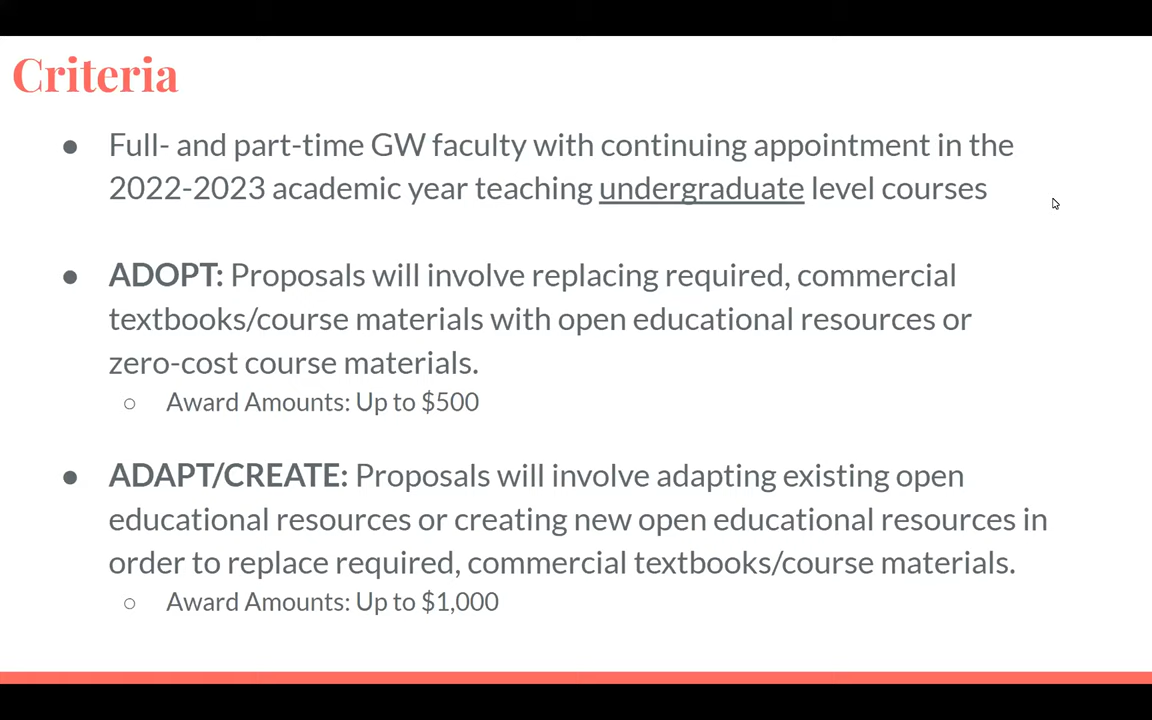 Criteria
● Full- and part-time GW faculty with continuing appointment in the
2022-2023 academic year teaching undergraduate level courses
● ADOPT: Proposals will involve replacing required, commercial
textbooks/course materials with open educational resources or
zero-cost course materials.
○ Award Amounts: Up to $500
● ADAPT/CREATE: Proposals will involve adapting existing open
educational resources or creating new open educational resources in
order to replace required, commercial textbooks/course materials.
○ Award Amounts: Up to $1,000